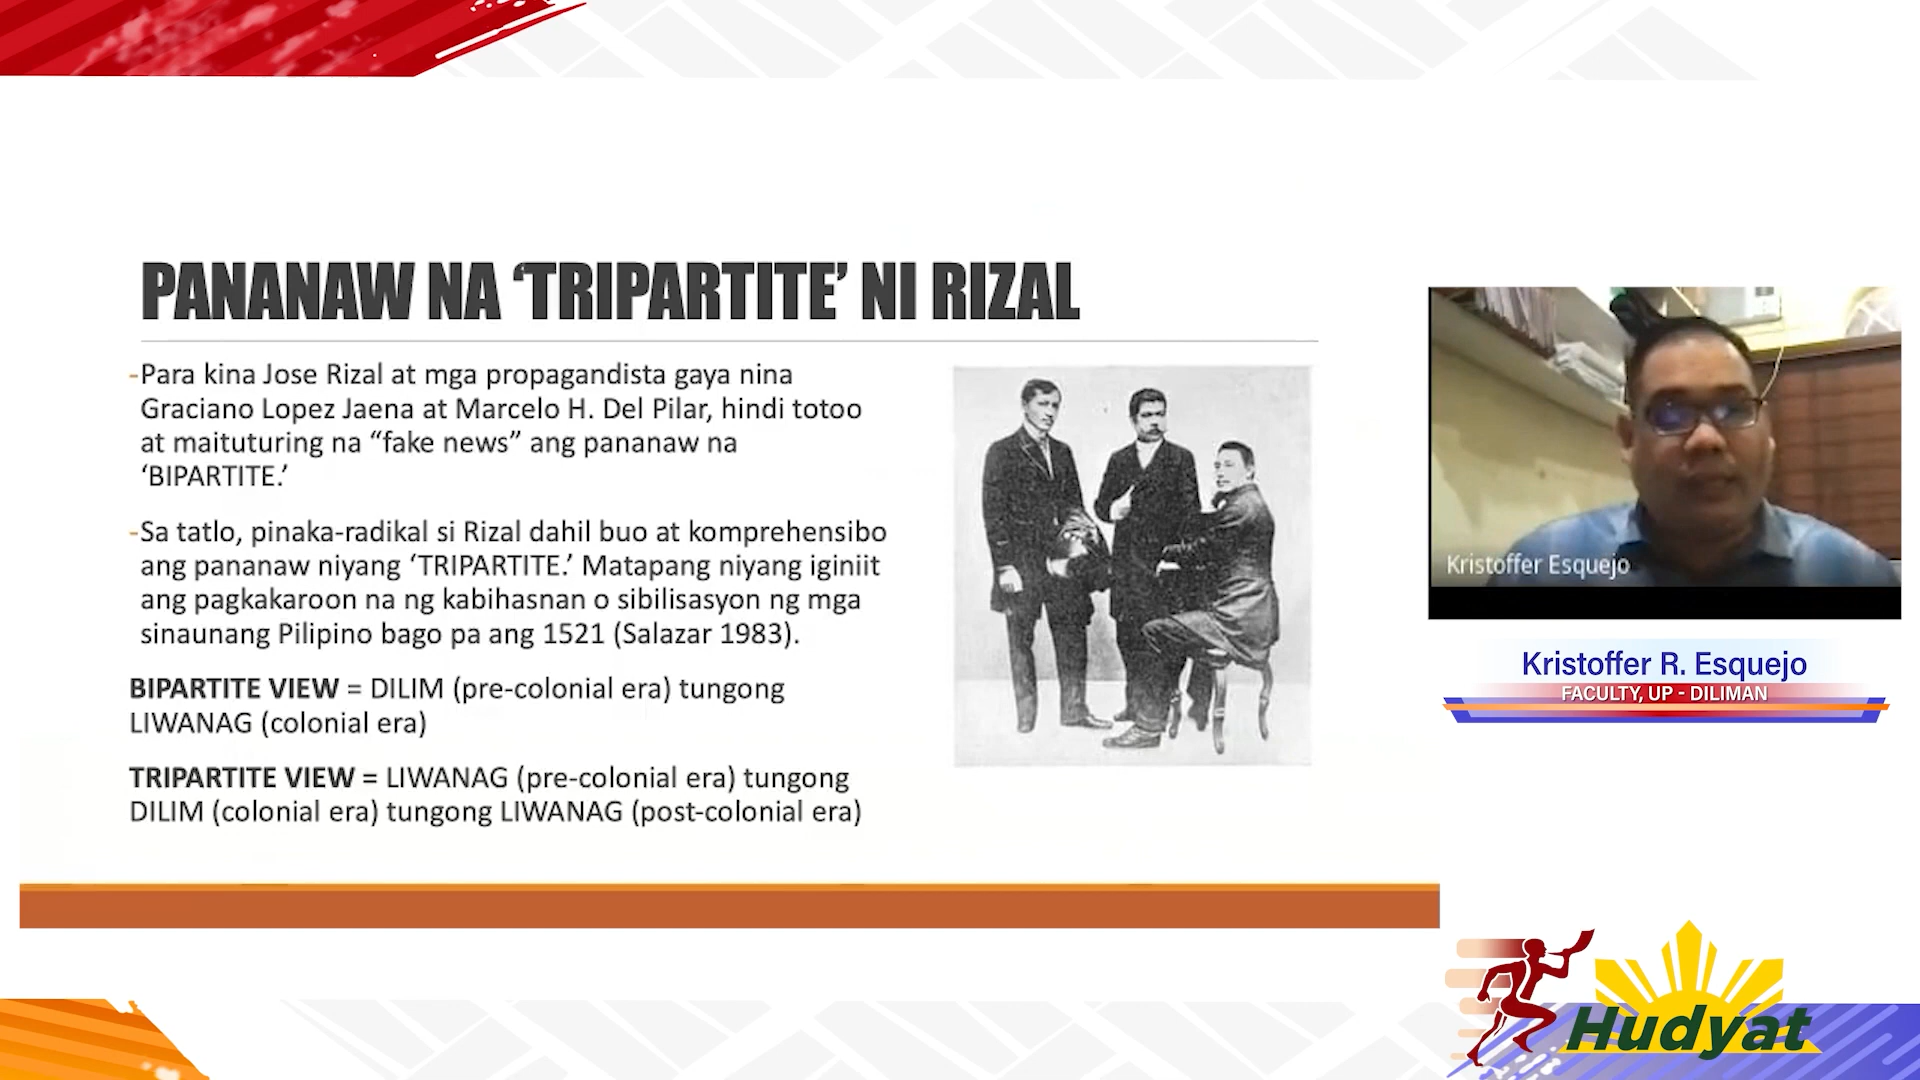 PANANAW NA ‘TRIPARTITE’ NI RIZAL
-Para kina Jose Rizal at mga propagandista gaya nina
Graciano Lopez Jaena at Marcelo H. Del Pilar, hindi totoo
at maituturing na “fake news” ang pananaw na
‘BIPARTITE.’
-Sa tatlo, pinaka-radikal si Rizal dahil buo at komprehensibo
ang pananaw niyang ‘TRIPARTITE.’ Matapang niyang iginiit
ang pagkakaroon na ng kabihasnan o sibilisasyon ng mga
sinaunang Pilipino bago pa ang 1521 (Salazar 1983).
BIPARTITE VIEW = DILIM (pre-colonial era) tungong
LIWANAG (colonial era)
TRIPARTITE VIEW = LIWANAG (pre-colonial era) tungong
DILIM (colonial era) tungong LIWANAG (post-colonial era)
Kristoffer Esquejo
Kristoffer R. Esquejo
FACULTY, UP - DILIMAN
Hudyat